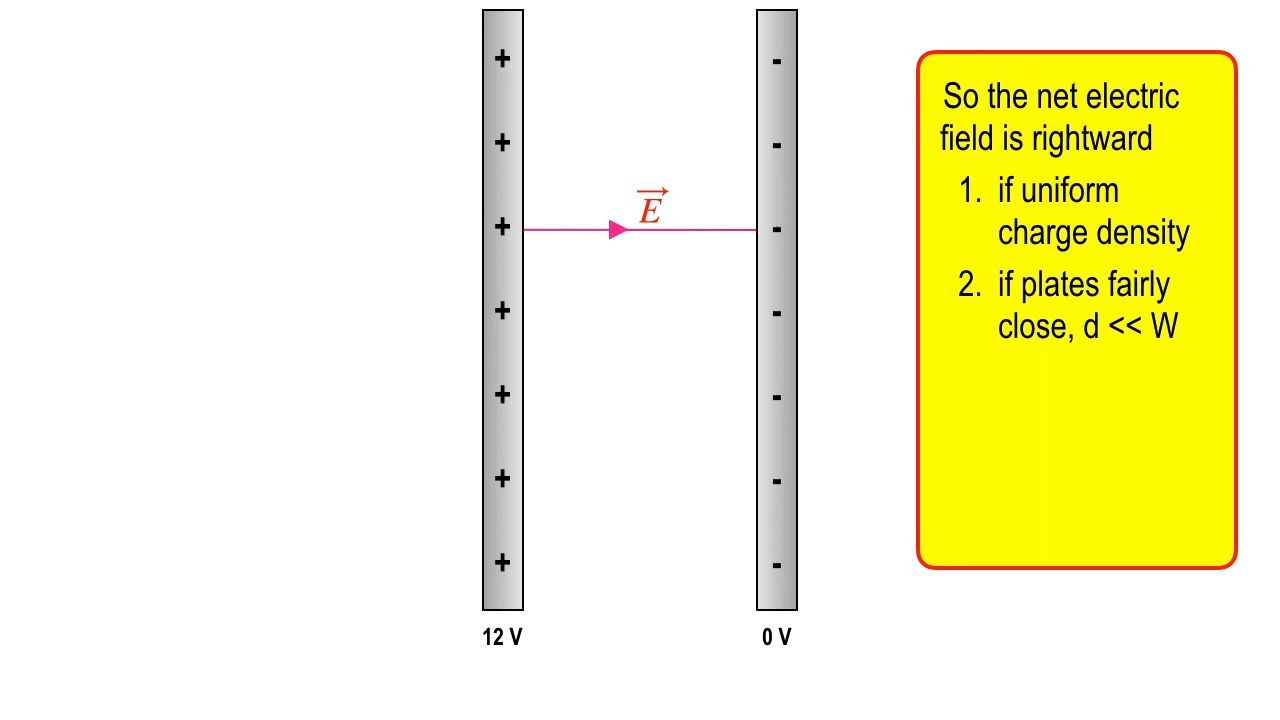 So the net electric
field is rightward
1. if uniform
charge density
2. if plates fairly
close, d << W
+ -
+ -
E
+ -
+ -
+ -
+ -
+ -
12 V 0 V